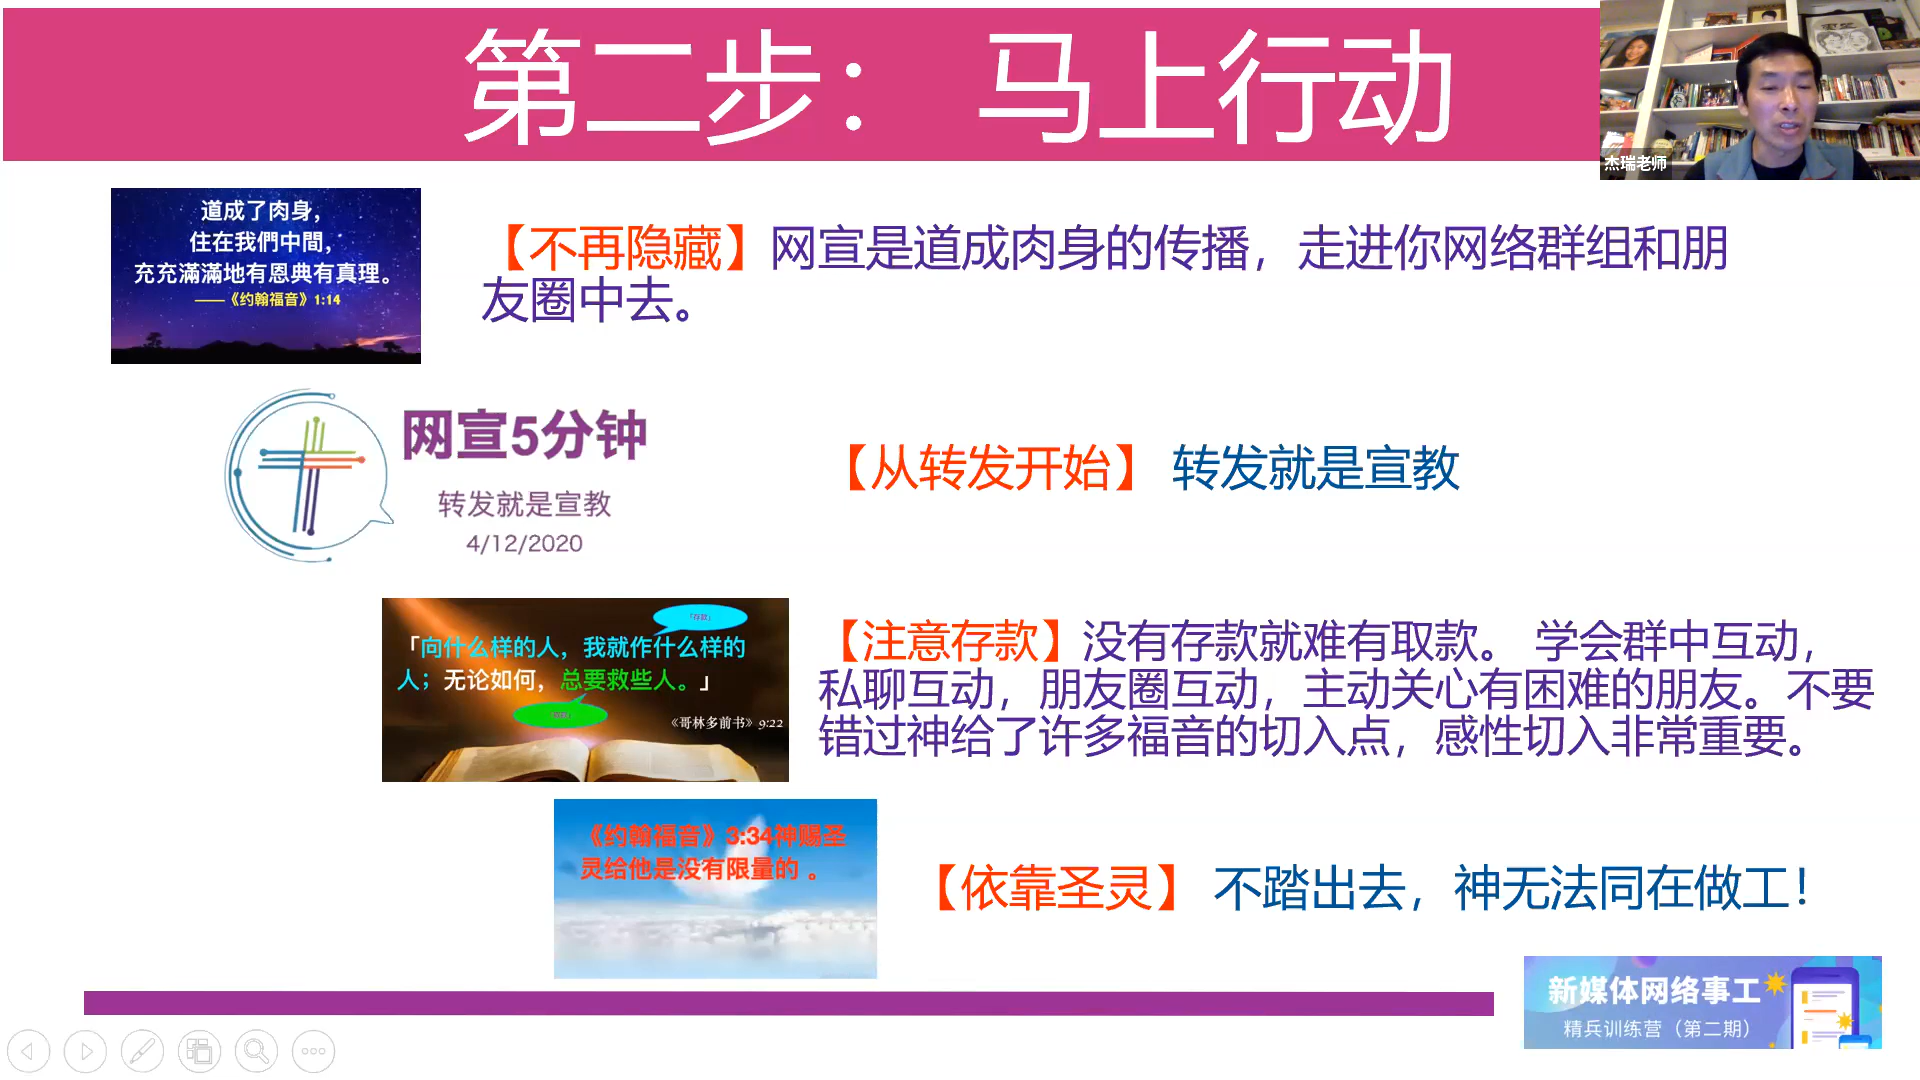 第二步： 马上行动
杰瑞老师
道成了肉身，
住在我們中間，
充充滿滿地有恩典有真理。
——《约翰福音》1:14
【不再隐藏】网宣是道成肉身的传播，走进你网络群组和朋
友圈中去。
网宣5分钟
转发就是宣教
4/12/2020
【从转发开始】 转发就是宣教
「存款」
「向什么样的人，我就作什么样的
人；无论如何，总要救些人。」
《哥林多前书》9:22
【注意存款】没有存款就难有取款。 学会群中互动，
私聊互动，朋友圈互动，主动关心有困难的朋友。不要
错过神给了许多福音的切入点，感性切入非常重要。
《约翰福音》3:34神赐圣
灵给他是没有限量的 。
【依靠圣灵】 不踏出去，神无法同在做工！
新媒体网络事工
精兵训练营（第二期）